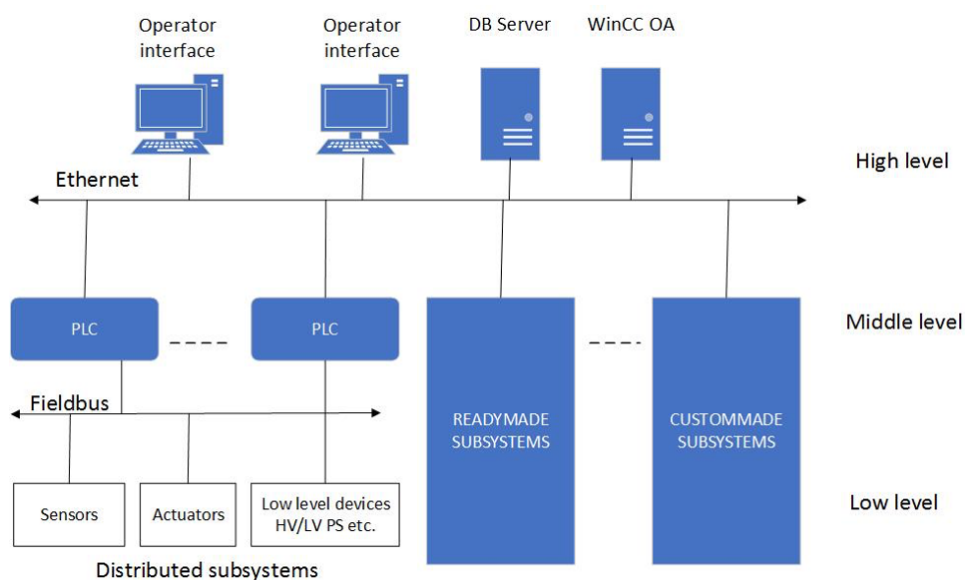 Operator
interface
Operator
interface
DB Server
WinCC OA
High level
Ethernet
PLC
PLC
Middle level
Fieldbus
READYMADE
SUBSYSTEMS
CUSTOMMADE
SUBSYSTEMS
Sensors
Actuators
Low level devices
HV/LV PS etc.
Low level
Distributed subsystems